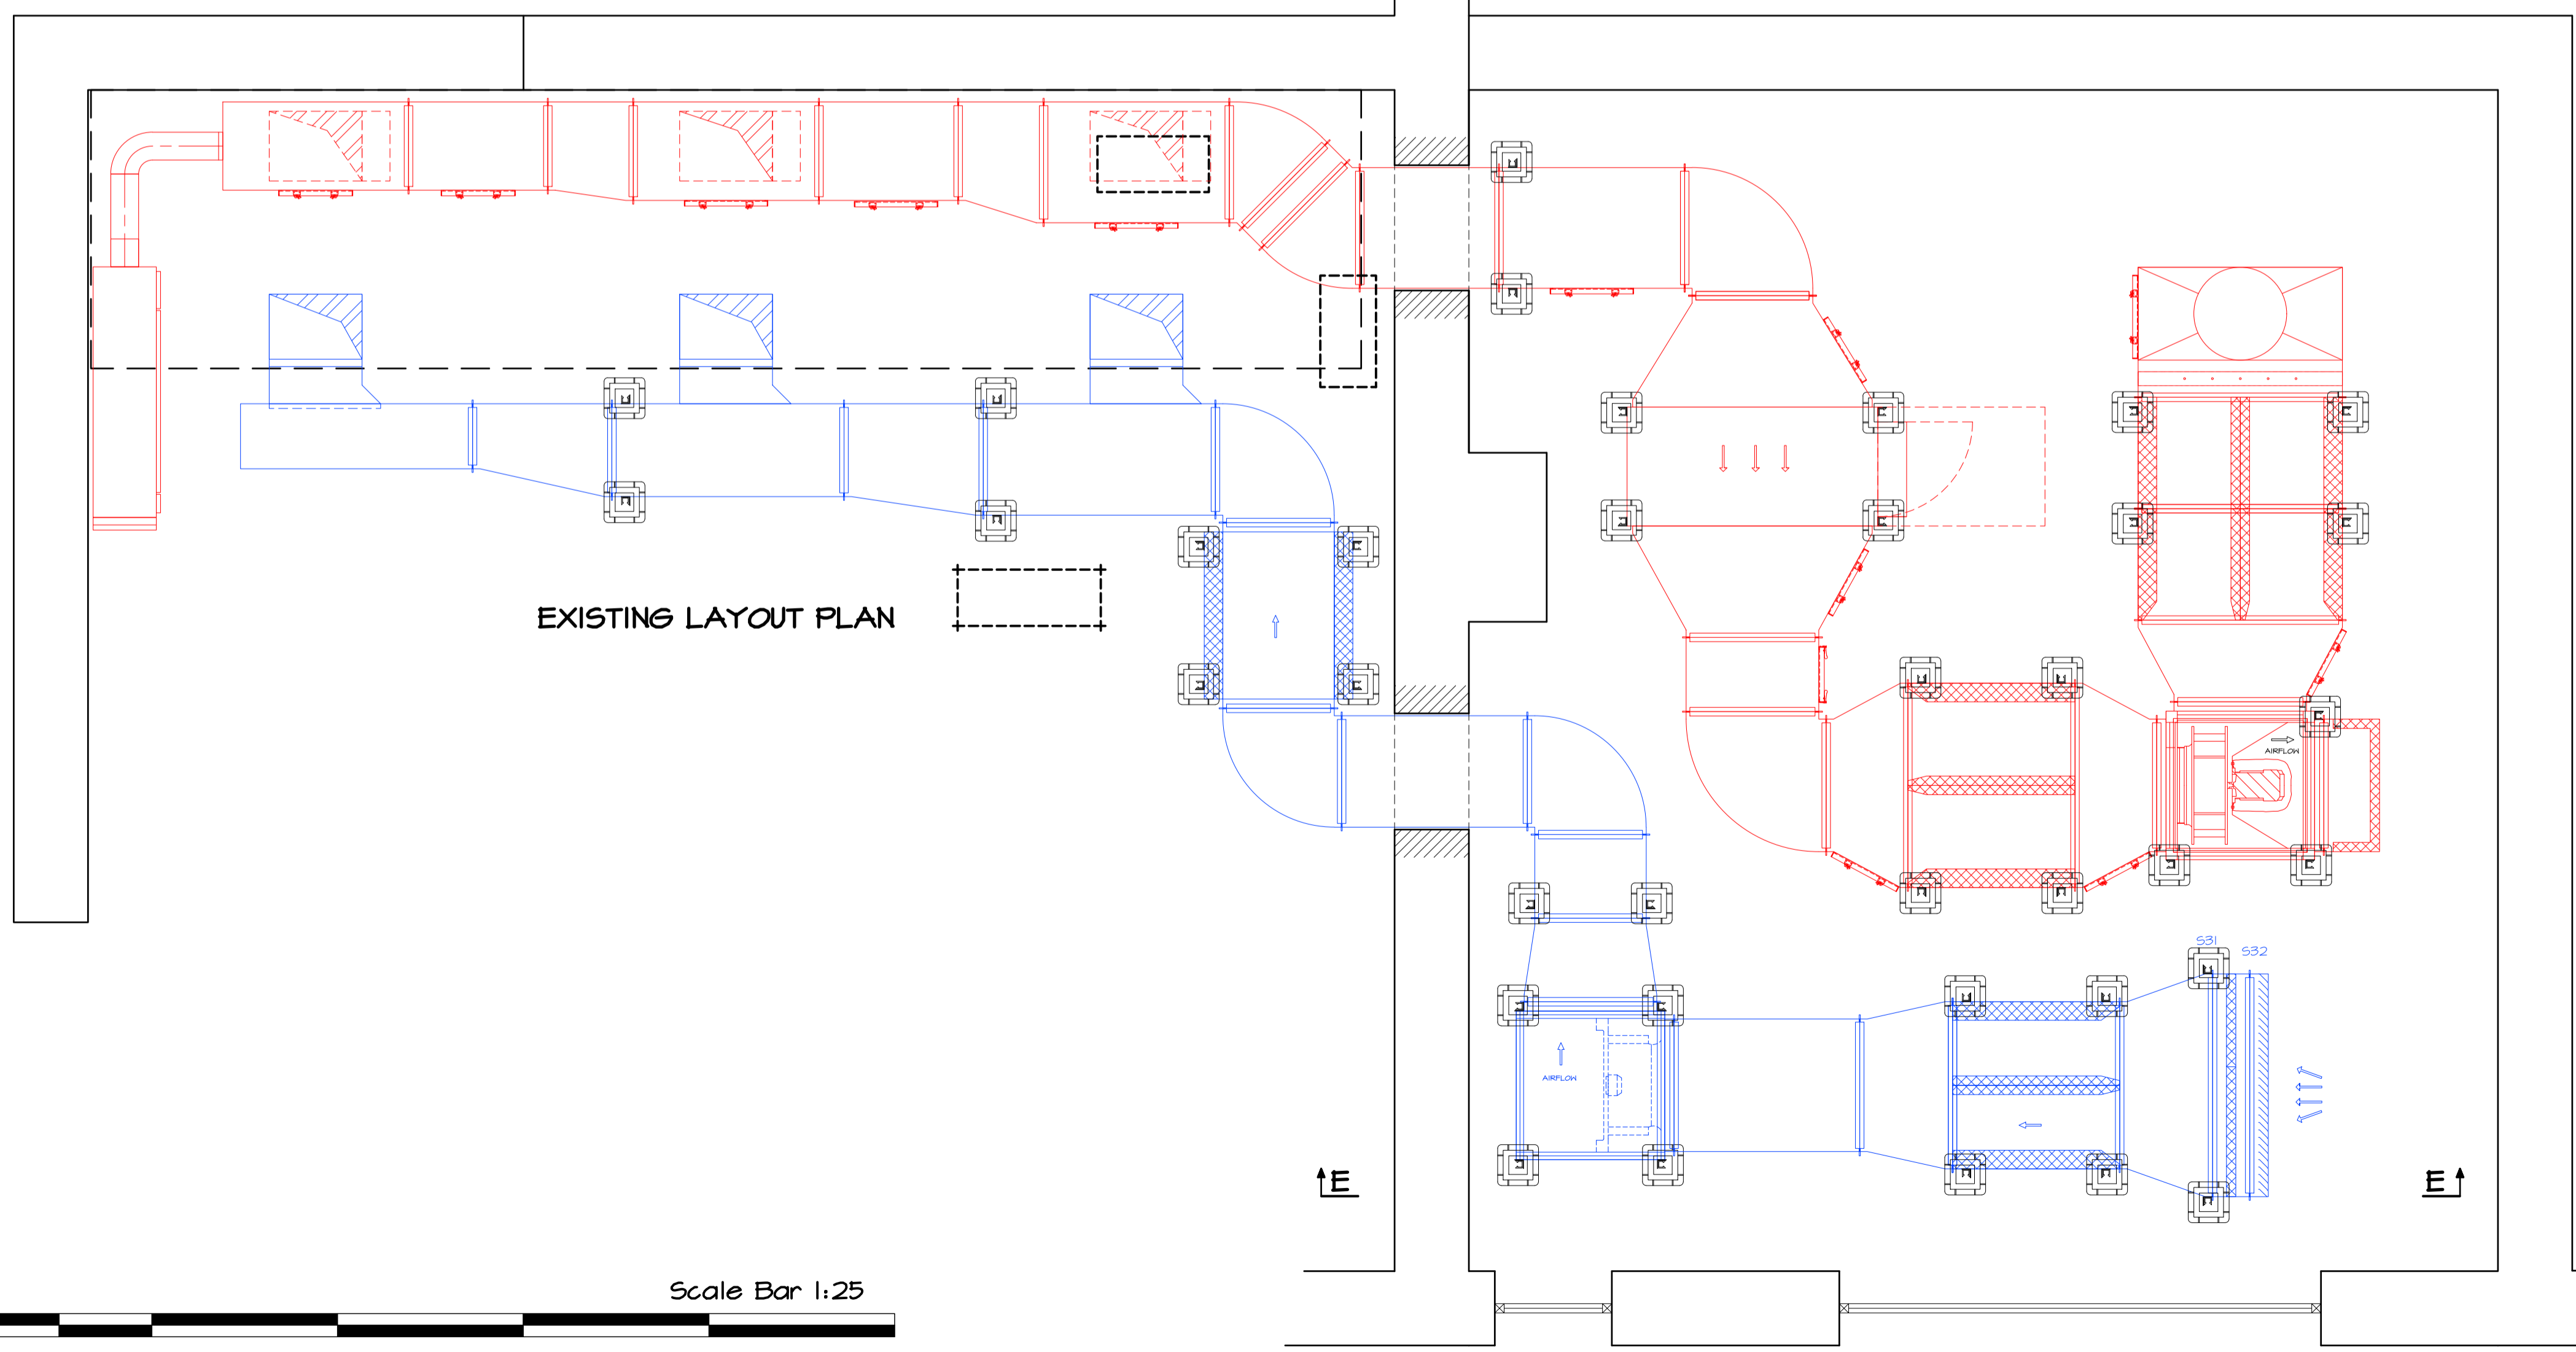 EXISTING LAYOUT PLAN
AIRFLOW
S31
S32
AIRFLOW
E
E
Scale Bar 1:25